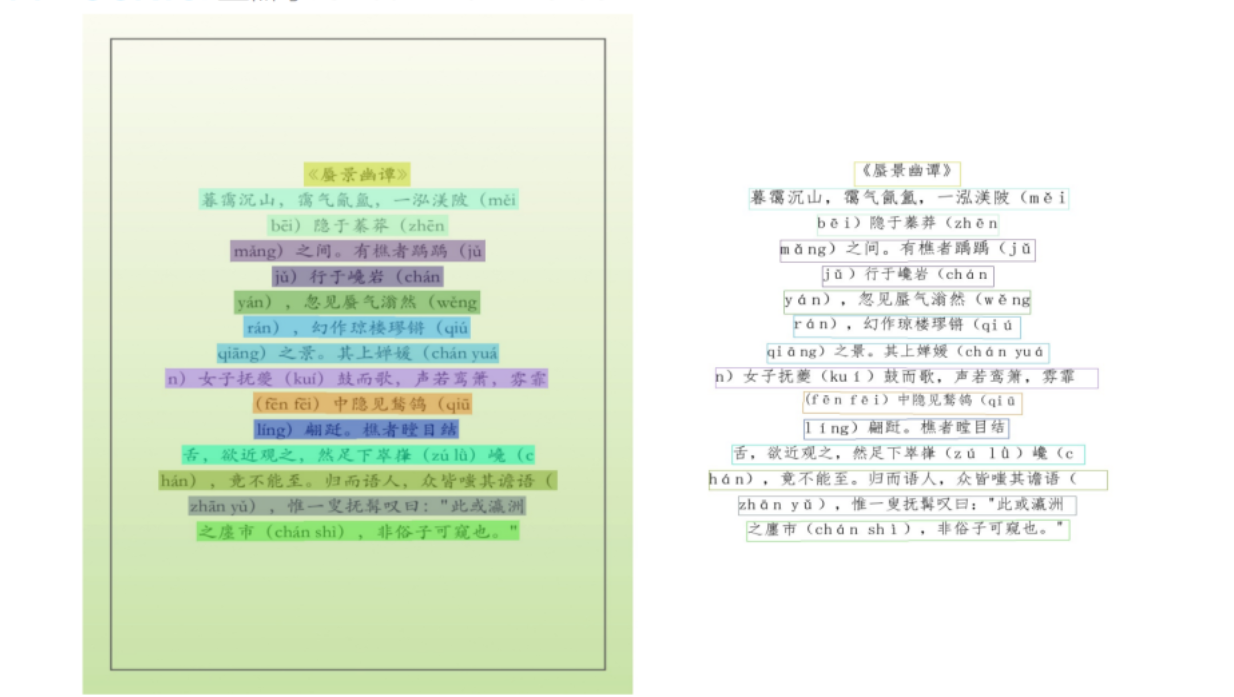 《蜃景幽谭》
暮霭沉山，霭气氤氲，一泓渼陂（měi
bēi）隐于蓁莽（zhēn
mǎng）之间。有樵者踽踽（jǔ
jǔ）行于巉岩（chán
yán），忽见蜃气滃然（wěng
rán），幻作琼楼璆锵（qiú
qiāng）之景。其上婵媛（chán yuá
n）女子抚夔（kuí）鼓而歌，声若鸾箫，雰霏
（fēn fēi）中隐见鹙鸧（qiū
líng）翩跹。樵者瞠目结
舌，欲近观之，然足下崒嵂（zú lǜ）巉（c
hán），竟不能至。归而语人，众皆嗤其谵语（
zhān yǔ），惟一叟抚髯叹曰："此或瀛洲
之廛市（chán shì），非俗子可窥也。"
《蜃景幽谭》
暮霭沉山，霭气氤氲，一泓渼陂（měi
bēi）隐于蓁莽（zhēn
mǎng）之间。有樵者踽踽（jǔ
jǔ）行于巉岩（chán
yán），忽见蜃气滃然（wěng
rán），幻作琼楼璆锵（qiú
qiāng）之景。其上婵媛（chán yuá
n）女子抚夔（kuí）鼓而歌，声若鸾箫，雰霏
（fēn fēi）中隐见鹙鸧（qiū
líng）翩跹。樵者瞠目结
舌，欲近观之，然足下崒嵂（zú lǜ）巉（c
hán），竟不能至。归而语人，众皆嗤其谵语（
zhān yǔ），惟一叟抚髯叹曰："此或瀛洲
之廛市（chán shì），非俗子可窥也。"